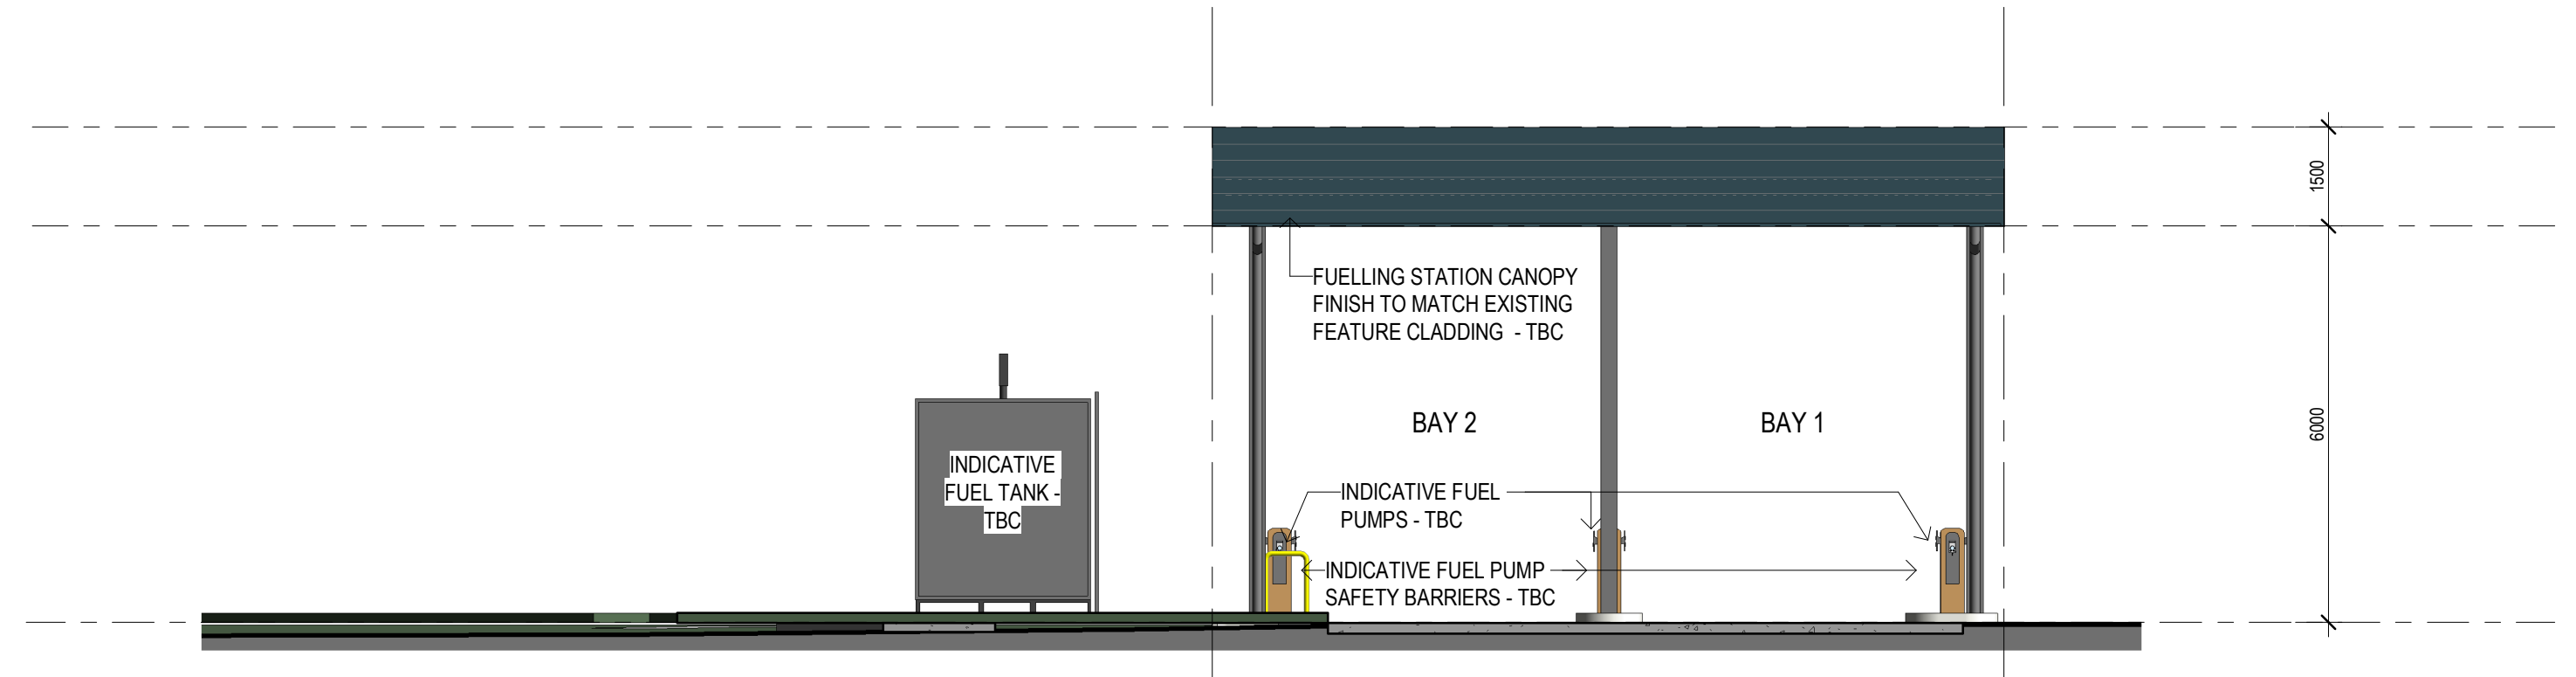 1500
FUELLING STATION CANOPY
FINISH TO MATCH EXISTING
FEATURE CLADDING - TBC
6000
BAY 2
BAY 1
INDICATIVE
FUEL TANK -
TBC
INDICATIVE FUEL
PUMPS - TBC
INDICATIVE FUEL PUMP
SAFETY BARRIERS - TBC